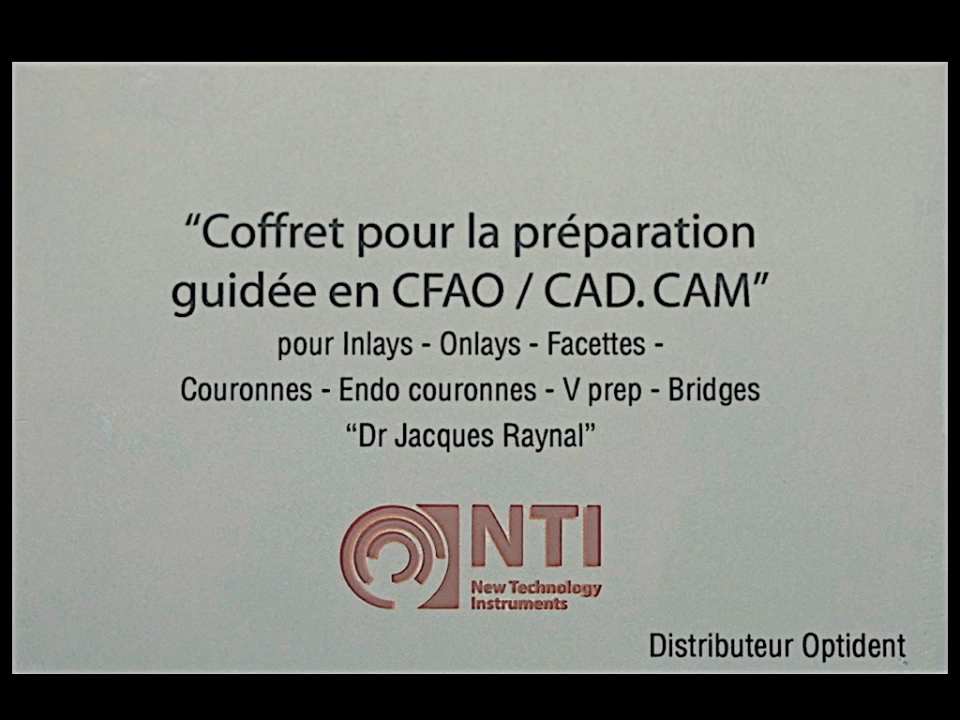 “Coffret pour la préparation
guidée en CFAO / CAD.CAM”
pour Inlays - Onlays - Facettes -
Couronnes - Endo couronnes - V prep - Bridges
“Dr Jacques Raynal”
NTI
New Technology
Instruments
Distributeur Optident